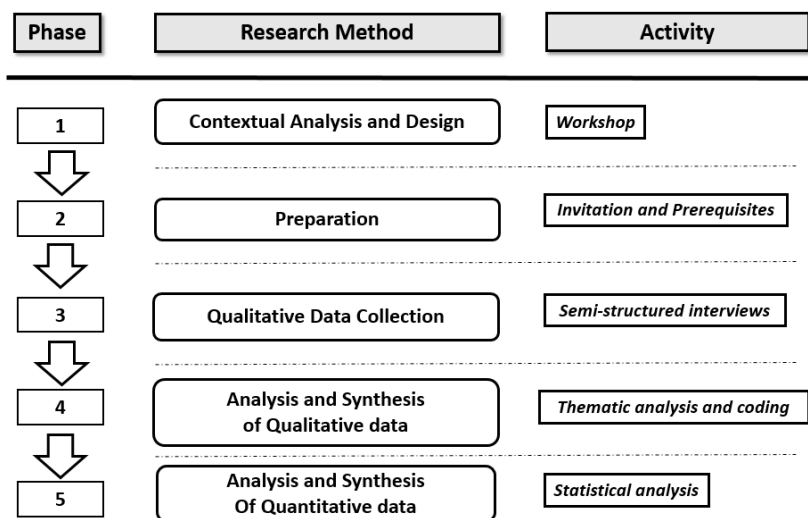 Phase
Research Method
Activity
1
Contextual Analysis and Design
Workshop
2
Preparation
Invitation and Prerequisites
3
Qualitative Data Collection
Semi-structured interviews
4
Analysis and Synthesis
of Qualitative data
Thematic analysis and coding
5
Analysis and Synthesis
Of Quantitative data
Statistical analysis